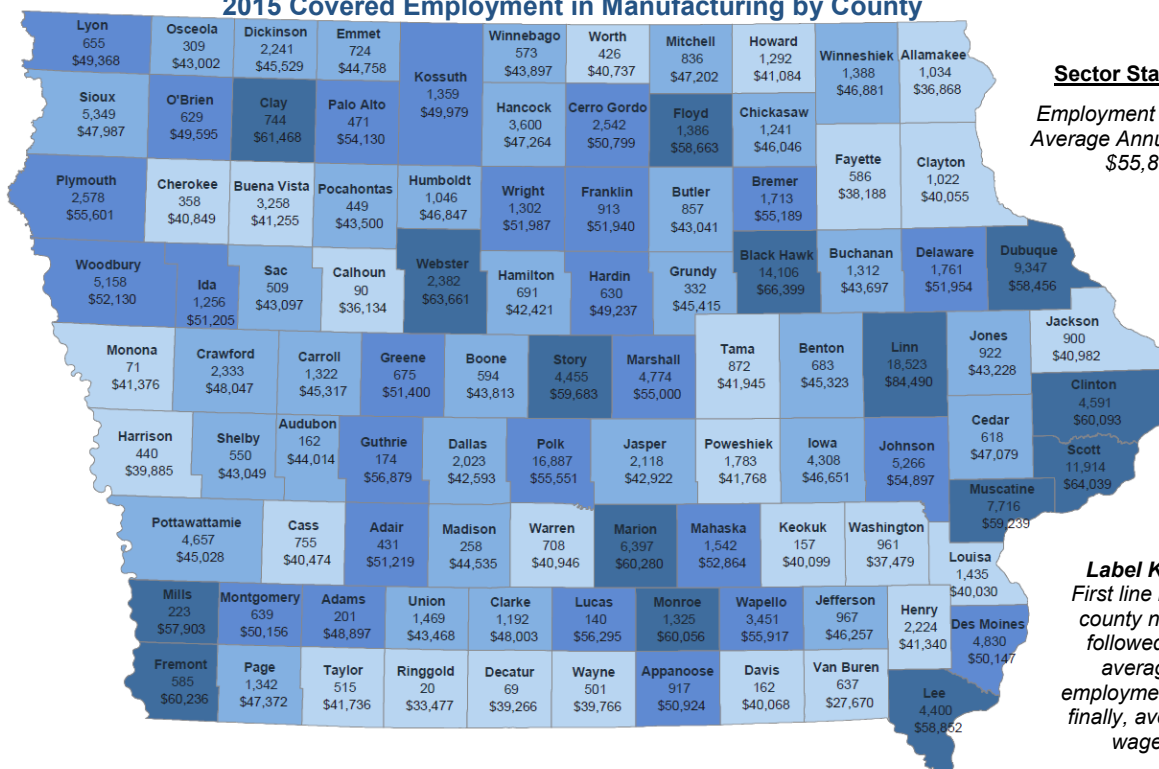 2015 Covered Employment in Manufacturing by County
Lyon
655
$49,368
Osceola
309
$43,002
Dickinson
2,241
$45,529
Emmet
724
$44,758
Kossuth
1,359
$49,979
Winnebago
573
$43,897
Worth
426
$40,737
Mitchell
836
$47,202
Howard
1,292
$41,084
Winneshiek
1,388
$46,881
Allamakee
1,034
$36,868
Sioux
5,349
$47,987
O'Brien
629
$49,595
Clay
744
$61,468
Palo Alto
471
$54,130
Hancock
3,600
$47,264
Cerro Gordo
2,542
$50,799
Floyd
1,386
$58,663
Chickasaw
1,241
$46,046
Fayette
586
$38,188
Clayton
1,022
$40,055
Plymouth
2,578
$55,601
Cherokee
358
$40,849
Buena Vista
3,258
$41,255
Pocahontas
449
$43,500
Humboldt
1,046
$46,847
Wright
1,302
$51,987
Franklin
913
$51,940
Butler
857
$43,041
Bremer
1,713
$55,189
Woodbury
5,158
$52,130
Ida
1,256
$51,205
Sac
509
$43,097
Calhoun
90
$36,134
Webster
2,382
$63,661
Hamilton
691
$42,421
Hardin
630
$49,237
Grundy
332
$45,415
Black Hawk
14,106
$66,399
Buchanan
1,312
$43,697
Delaware
1,761
$51,954
Dubuque
9,347
$58,456
Monona
71
$41,376
Crawford
2,333
$48,047
Carroll
1,322
$45,317
Greene
675
$51,400
Boone
594
$43,813
Story
4,455
$59,683
Marshall
4,774
$55,000
Tama
872
$41,945
Benton
683
$45,323
Linn
18,523
$84,490
Jones
922
$43,228
Jackson
900
$40,982
Clinton
4,591
$60,093
Harrison
440
$39,885
Shelby
550
$43,049
Audubon
162
$44,014
Guthrie
174
$56,879
Dallas
2,023
$42,593
Polk
16,887
$55,551
Jasper
2,118
$42,922
Poweshiek
1,783
$41,768
Iowa
4,308
$46,651
Johnson
5,266
$54,897
Cedar
618
$47,079
Scott
11,914
$64,039
Muscatine
7,716
$59,239
Pottawattamie
4,657
$45,028
Cass
755
$40,474
Adair
431
$51,219
Madison
258
$44,535
Warren
708
$40,946
Marion
6,397
$60,280
Mahaska
1,542
$52,864
Keokuk
157
$40,099
Washington
961
$37,479
Louisa
1,435
$40,030
Mills
223
$57,903
Montgomery
639
$50,156
Adams
201
$48,897
Union
1,469
$43,468
Clarke
1,192
$48,003
Lucas
140
$56,295
Monroe
1,325
$60,056
Wapello
3,451
$55,917
Jefferson
967
$46,257
Henry
2,224
$41,340
Des Moines
4,830
$50,147
Fremont
585
$60,236
Page
1,342
$47,372
Taylor
515
$41,736
Ringgold
20
$33,477
Decatur
69
$39,266
Wayne
501
$39,766
Appanoose
917
$50,924
Davis
162
$40,068
Van Buren
637
$27,670
Lee
4,400
$58,852
Sector Sta
Employment
Average Annu
$55,8
Label K
First line
county n
followed
averag
employme
finally, av
wage